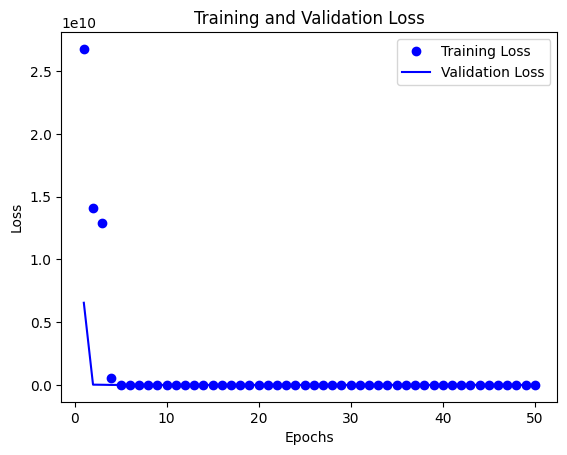 Training and Validation Loss
1e10
Training Loss
Validation Loss
2.5
2.0
1.5
1.0
0.5
0.0
Loss
0 10 20 30 40 50
Epochs